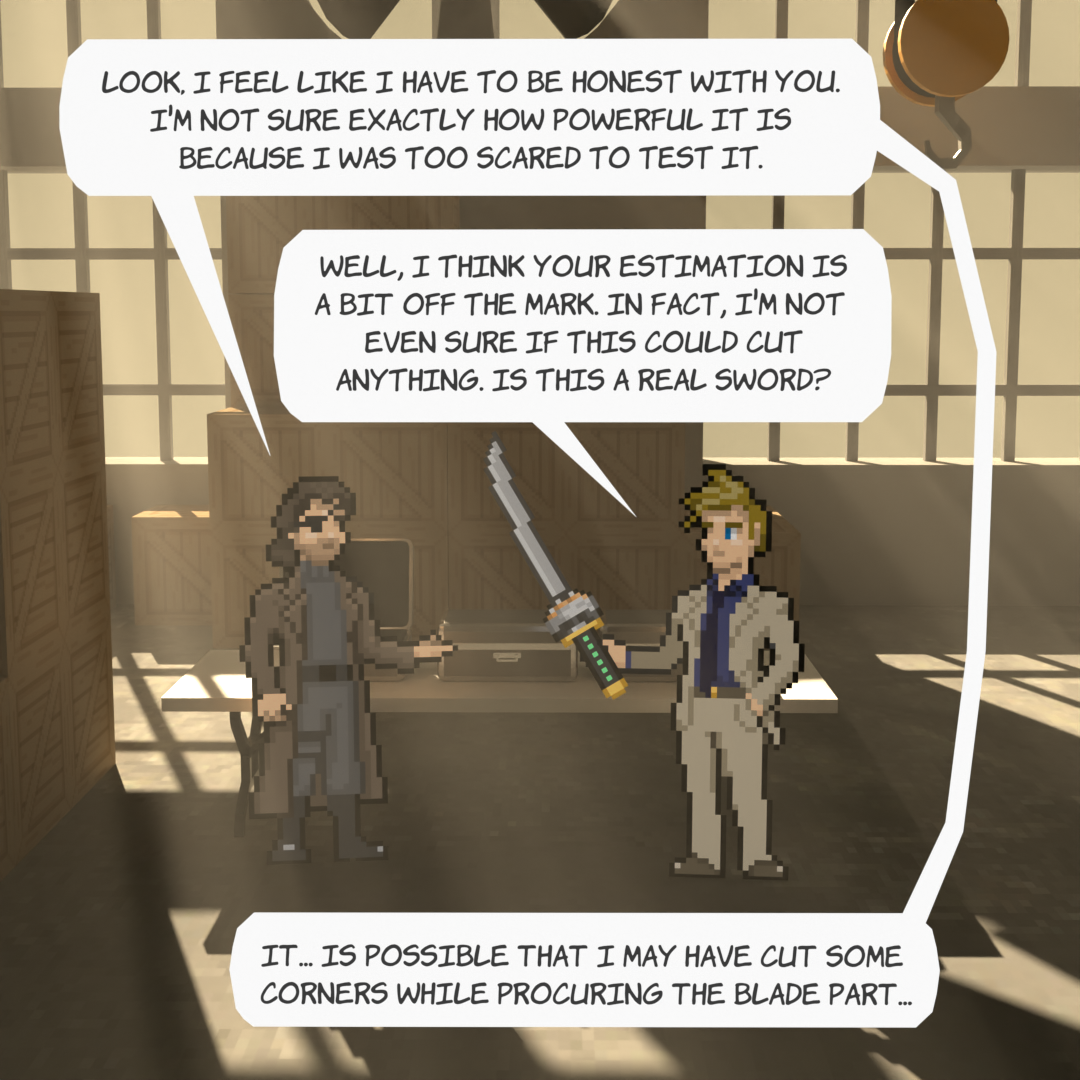 LOOK, I FEEL LIKE I HAVE TO BE HONEST WITH YOU.
I'M NOT SURE EXACTLY HOW POWERFUL IT IS
BECAUSE I WAS TOO SCARED TO TEST IT.
WELL, I THINK YOUR ESTIMATION IS
A BIT OFF THE MARK. IN FACT, I'M NOT
EVEN SURE IF THIS COULD CUT
ANYTHING. IS THIS A REAL SWORD?
IT... IS POSSIBLE THAT I MAY HAVE CUT SOME
CORNERS WHILE PROCURING THE BLADE PART...